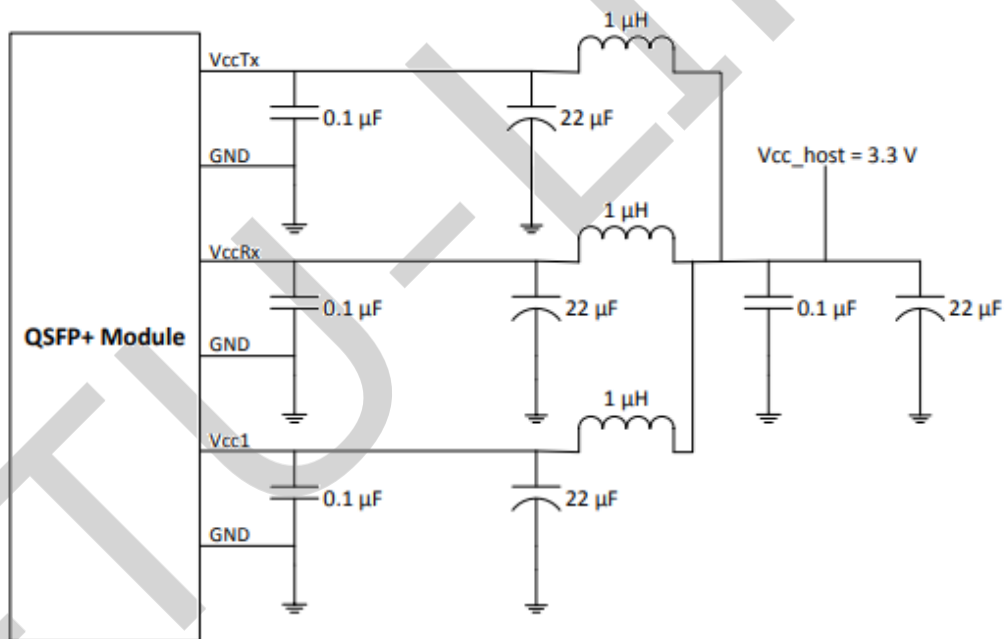 1 µH
VccTx
0.1 µF
22 µF
GND
Vcc_host = 3.3 V
1 µH
VccRx
0.1 µF
22 µF
0.1 µF
22 µF
QSFP+ Module
GND
1 µH
Vcc1
0.1 µF
22 µF
GND